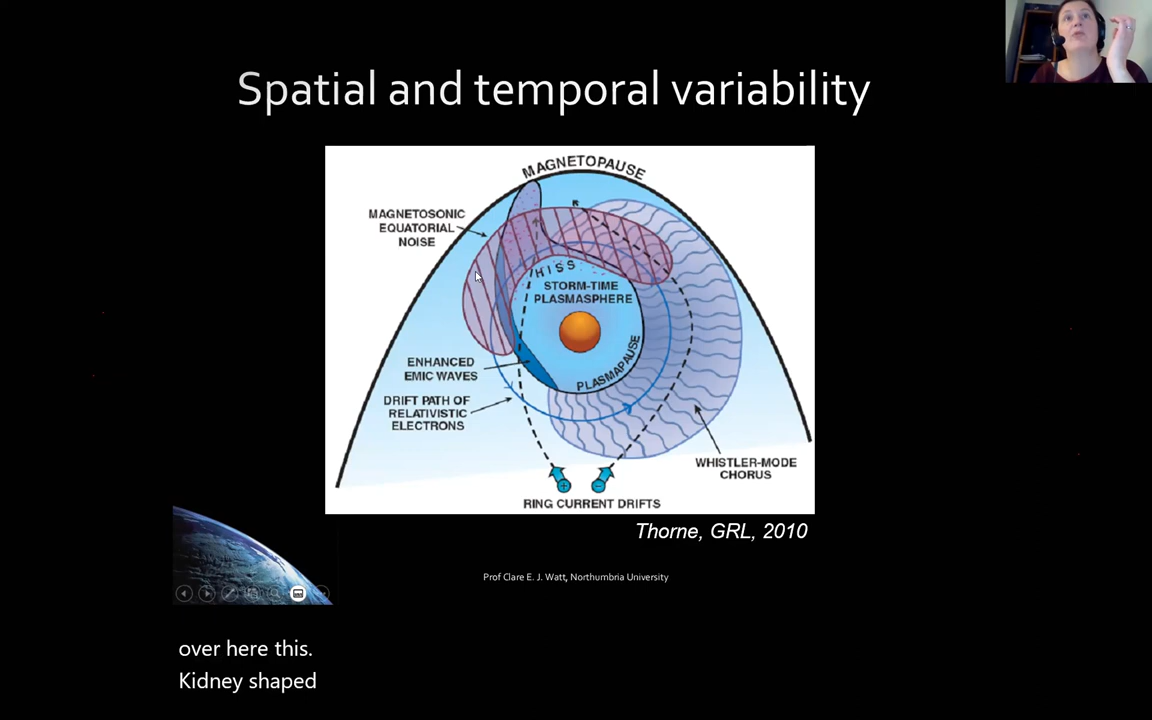 Spatial and temporal variability
MAGNETOPAUSE
MAGNETOSONIC
EQUATORIAL
NOISE
HISS
STORM-TIME
PLASMASPHERE
PLASMAPAUSE
ENHANCED
EMIC WAVES
DRIFT PATH OF
RELATIVISTIC
ELECTRONS
WHISTLER-MODE
CHORUS
+
−
RING CURRENT DRIFTS
Thorne, GRL, 2010
Prof Clare E. J. Watt, Northumbria University
over here this.
Kidney shaped